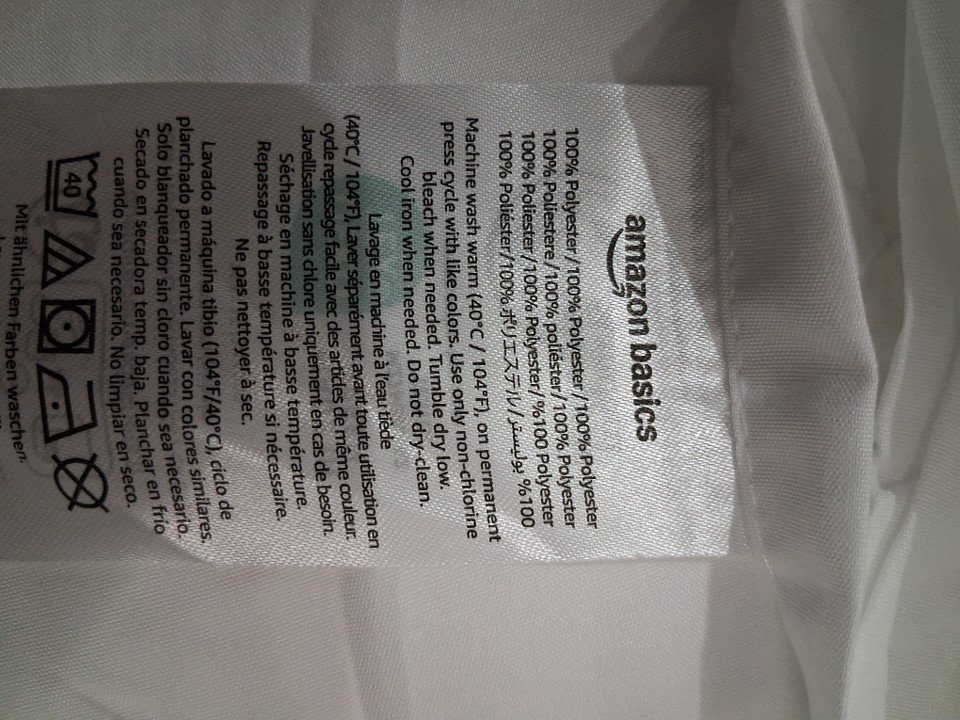 amazon basics
100% Polyester / 100% Polyester / 100% Polyester
100% Poliestere / 100% poliéster / 100% Polyester
100% Poliester / 100% Polyester / %100 Polyester
100% Poliéster / 100% ポリエステル / بوليستر %100
Machine wash warm (40°C / 104°F), on permanent
press cycle with like colors. Use only non-chlorine
bleach when needed. Tumble dry low.
Cool iron when needed. Do not dry-clean.
Lavage en machine à l'eau tiède
(40°C / 104°F). Laver séparément avant toute utilisation en
cycle repassage facile avec des articles de même couleur.
Javellisation sans chlore uniquement en cas de besoin.
Séchage en machine à basse température.
Repassage à basse température si nécessaire.
Ne pas nettoyer à sec.
Lavado a máquina tibio (104°F/40°C), ciclo de
planchado permanente. Lavar con colores similares.
Solo blanqueador sin cloro cuando sea necesario.
Secado en secadora temp. baja. Planchar en frío
cuando sea necesario. No limpiar en seco.
40
Mit ähnlichen Farben waschen.